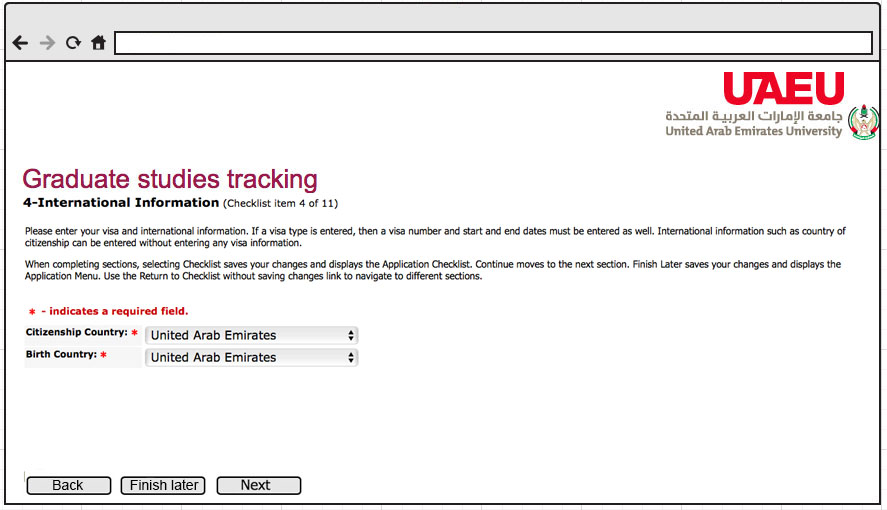 UAEU
جامعة الإمارات العربية المتحدة
United Arab Emirates University
Graduate studies tracking
4-International Information (Checklist item 4 of 11)
Please enter your visa and international information. If a visa type is entered, then a visa number and start and end dates must be entered as well. International information such as country of
citizenship can be entered without entering any visa information.
When completing sections, selecting Checklist saves your changes and displays the Application Checklist. Continue moves to the next section. Finish Later saves your changes and displays the
Application Menu. Use the Return to Checklist without saving changes link to navigate to different sections.
* - indicates a required field.
Citizenship Country: * United Arab Emirates
Birth Country: * United Arab Emirates
Back Finish later Next